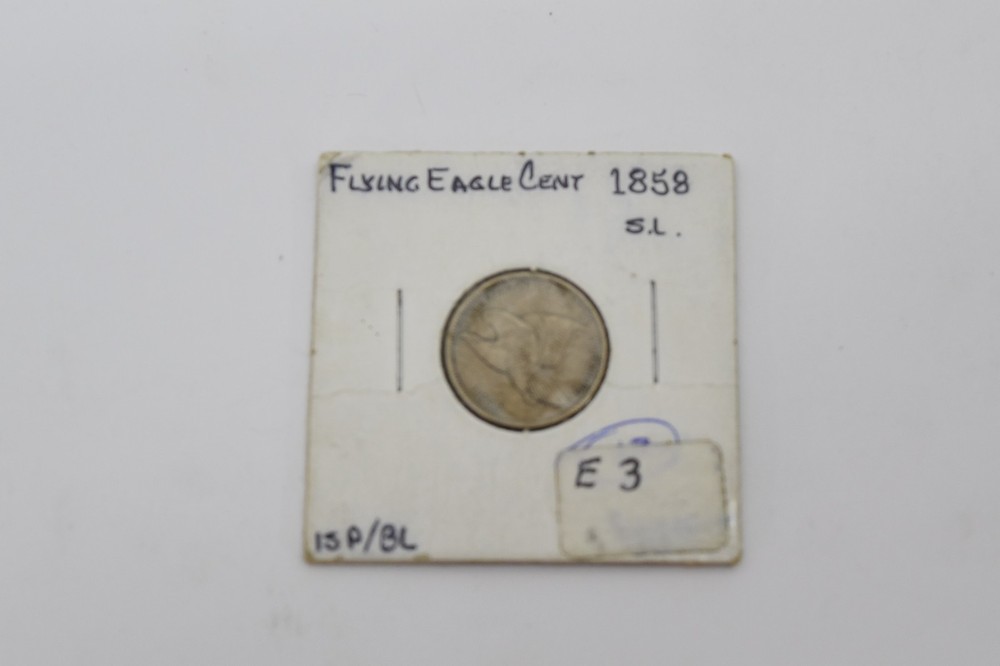 FLYING EAGLE CENT 1858
S.L.
E 3
15P/BL